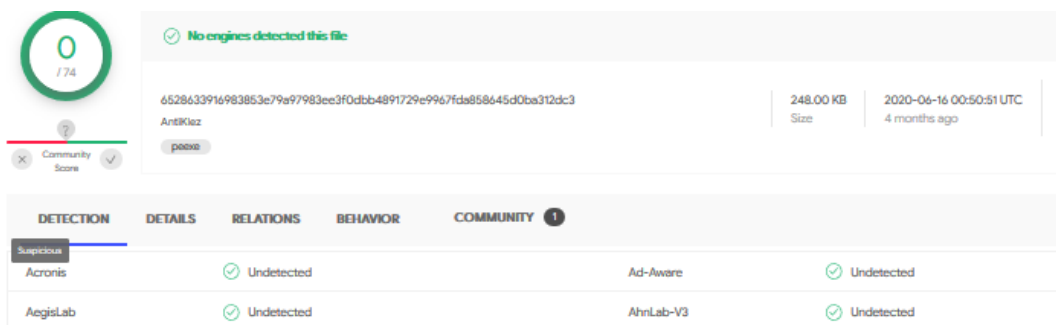 0
/ 74
No engines detected this file
6528633916983853e79a97983ee3f0dbb4891729e9967fda858645d0ba312dc3
AntiKlez
peexe
248.00 KB
Size
2020-06-16 00:50:51 UTC
4 months ago
?
Community
Score
DETECTION DETAILS RELATIONS BEHAVIOR COMMUNITY 1
Suspicious
Acronis Undetected Ad-Aware Undetected
AegisLab Undetected AhnLab-V3 Undetected